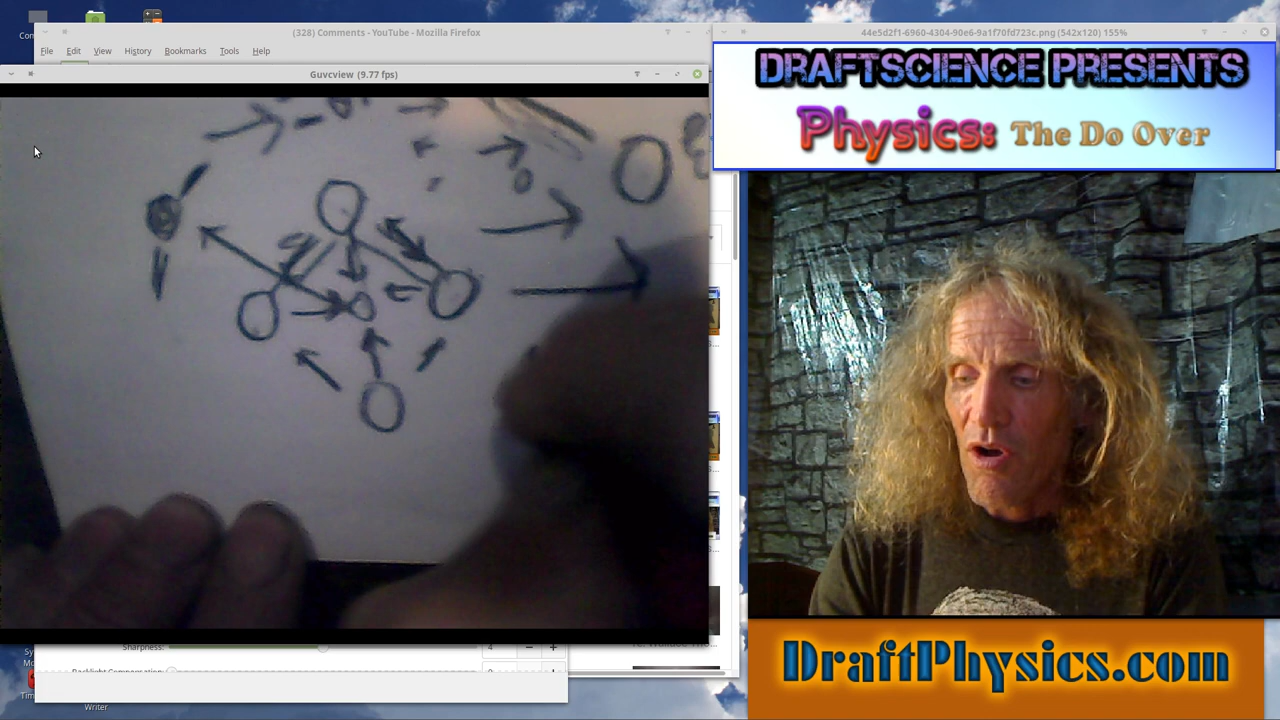 (328) Comments - YouTube - Mozilla Firefox
File Edit View History Bookmarks Tools Help
Guvcview (9.77 fps)
44e5d2f1-6960-4304-90e6-9a1f70fd723c.png (542x120) 155%
DRAFTSCIENCE PRESENTS
Physics: The Do Over
Sharpness:
4
Writer
DraftPhysics.com